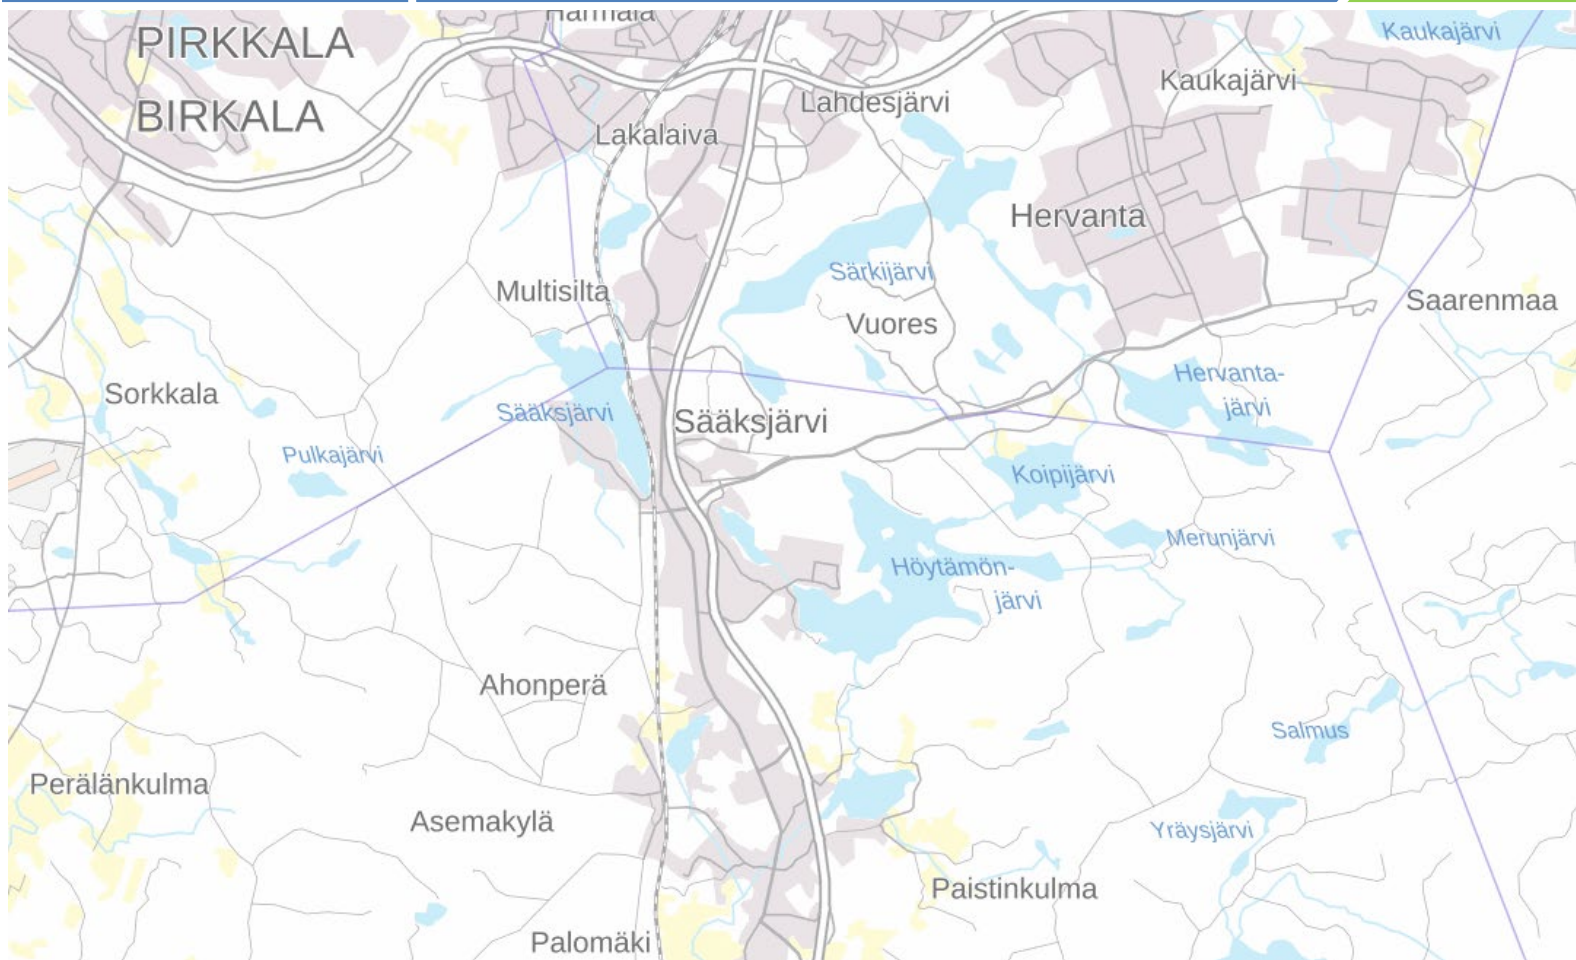 Härmälä
PIRKKALA
Kaukajärvi
Kaukajärvi
Lahdesjärvi
BIRKALA
Lakalaiva
Hervanta
Särkijärvi
Multisilta
Saarenmaa
Vuores
Hervanta-
järvi
Sorkkala
Sääksjärvi
Sääksjärvi
Pulkajärvi
Koipijärvi
Merunjärvi
Höytämön-
järvi
Ahonperä
Salmus
Perälänkulma
Asemakylä
Yräysjärvi
Paistinkulma
Palomäki